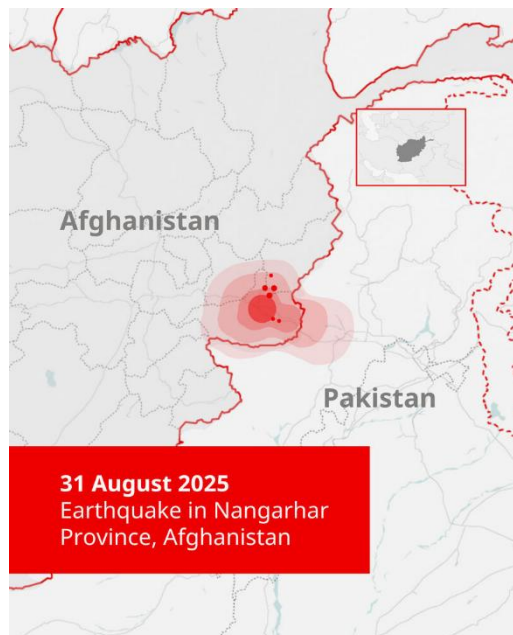 Afghanistan
Pakistan
31 August 2025
Earthquake in Nangarhar
Province, Afghanistan